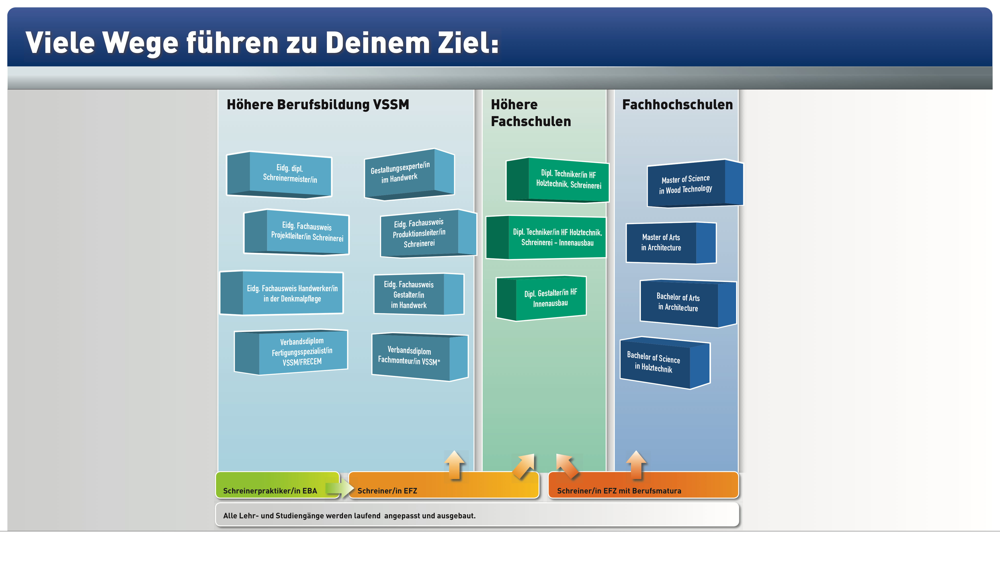 Viele Wege führen zu Deinem Ziel:
Höhere Berufsbildung VSSM
Eidg. dipl.
Schreinermeister/in
Gestaltungsexperte/in
im Handwerk
Eidg. Fachausweis
Projektleiter/in Schreinerei
Eidg. Fachausweis
Produktionsleiter/in
Schreinerei
Eidg. Fachausweis Handwerker/in
in der Denkmalpflege
Eidg. Fachausweis
Gestalter/in
im Handwerk
Verbandsdiplom
Fertigungsspezialist/in
VSSM/FRECEM
Verbandsdiplom
Fachmonteur/in VSSM*
Höhere
Fachschulen
Dipl. Techniker/in HF
Holztechnik, Schreinerei
Dipl. Techniker/in HF Holztechnik,
Schreinerei – Innenausbau
Dipl. Gestalter/in HF
Innenausbau
Fachhochschulen
Master of Science
in Wood Technology
Master of Arts
in Architecture
Bachelor of Arts
in Architecture
Bachelor of Science
in Holztechnik
Schreinerpraktiker/in EBA
Schreiner/in EFZ
Schreiner/in EFZ mit Berufsmatura
Alle Lehr- und Studiengänge werden laufend angepasst und ausgebaut.